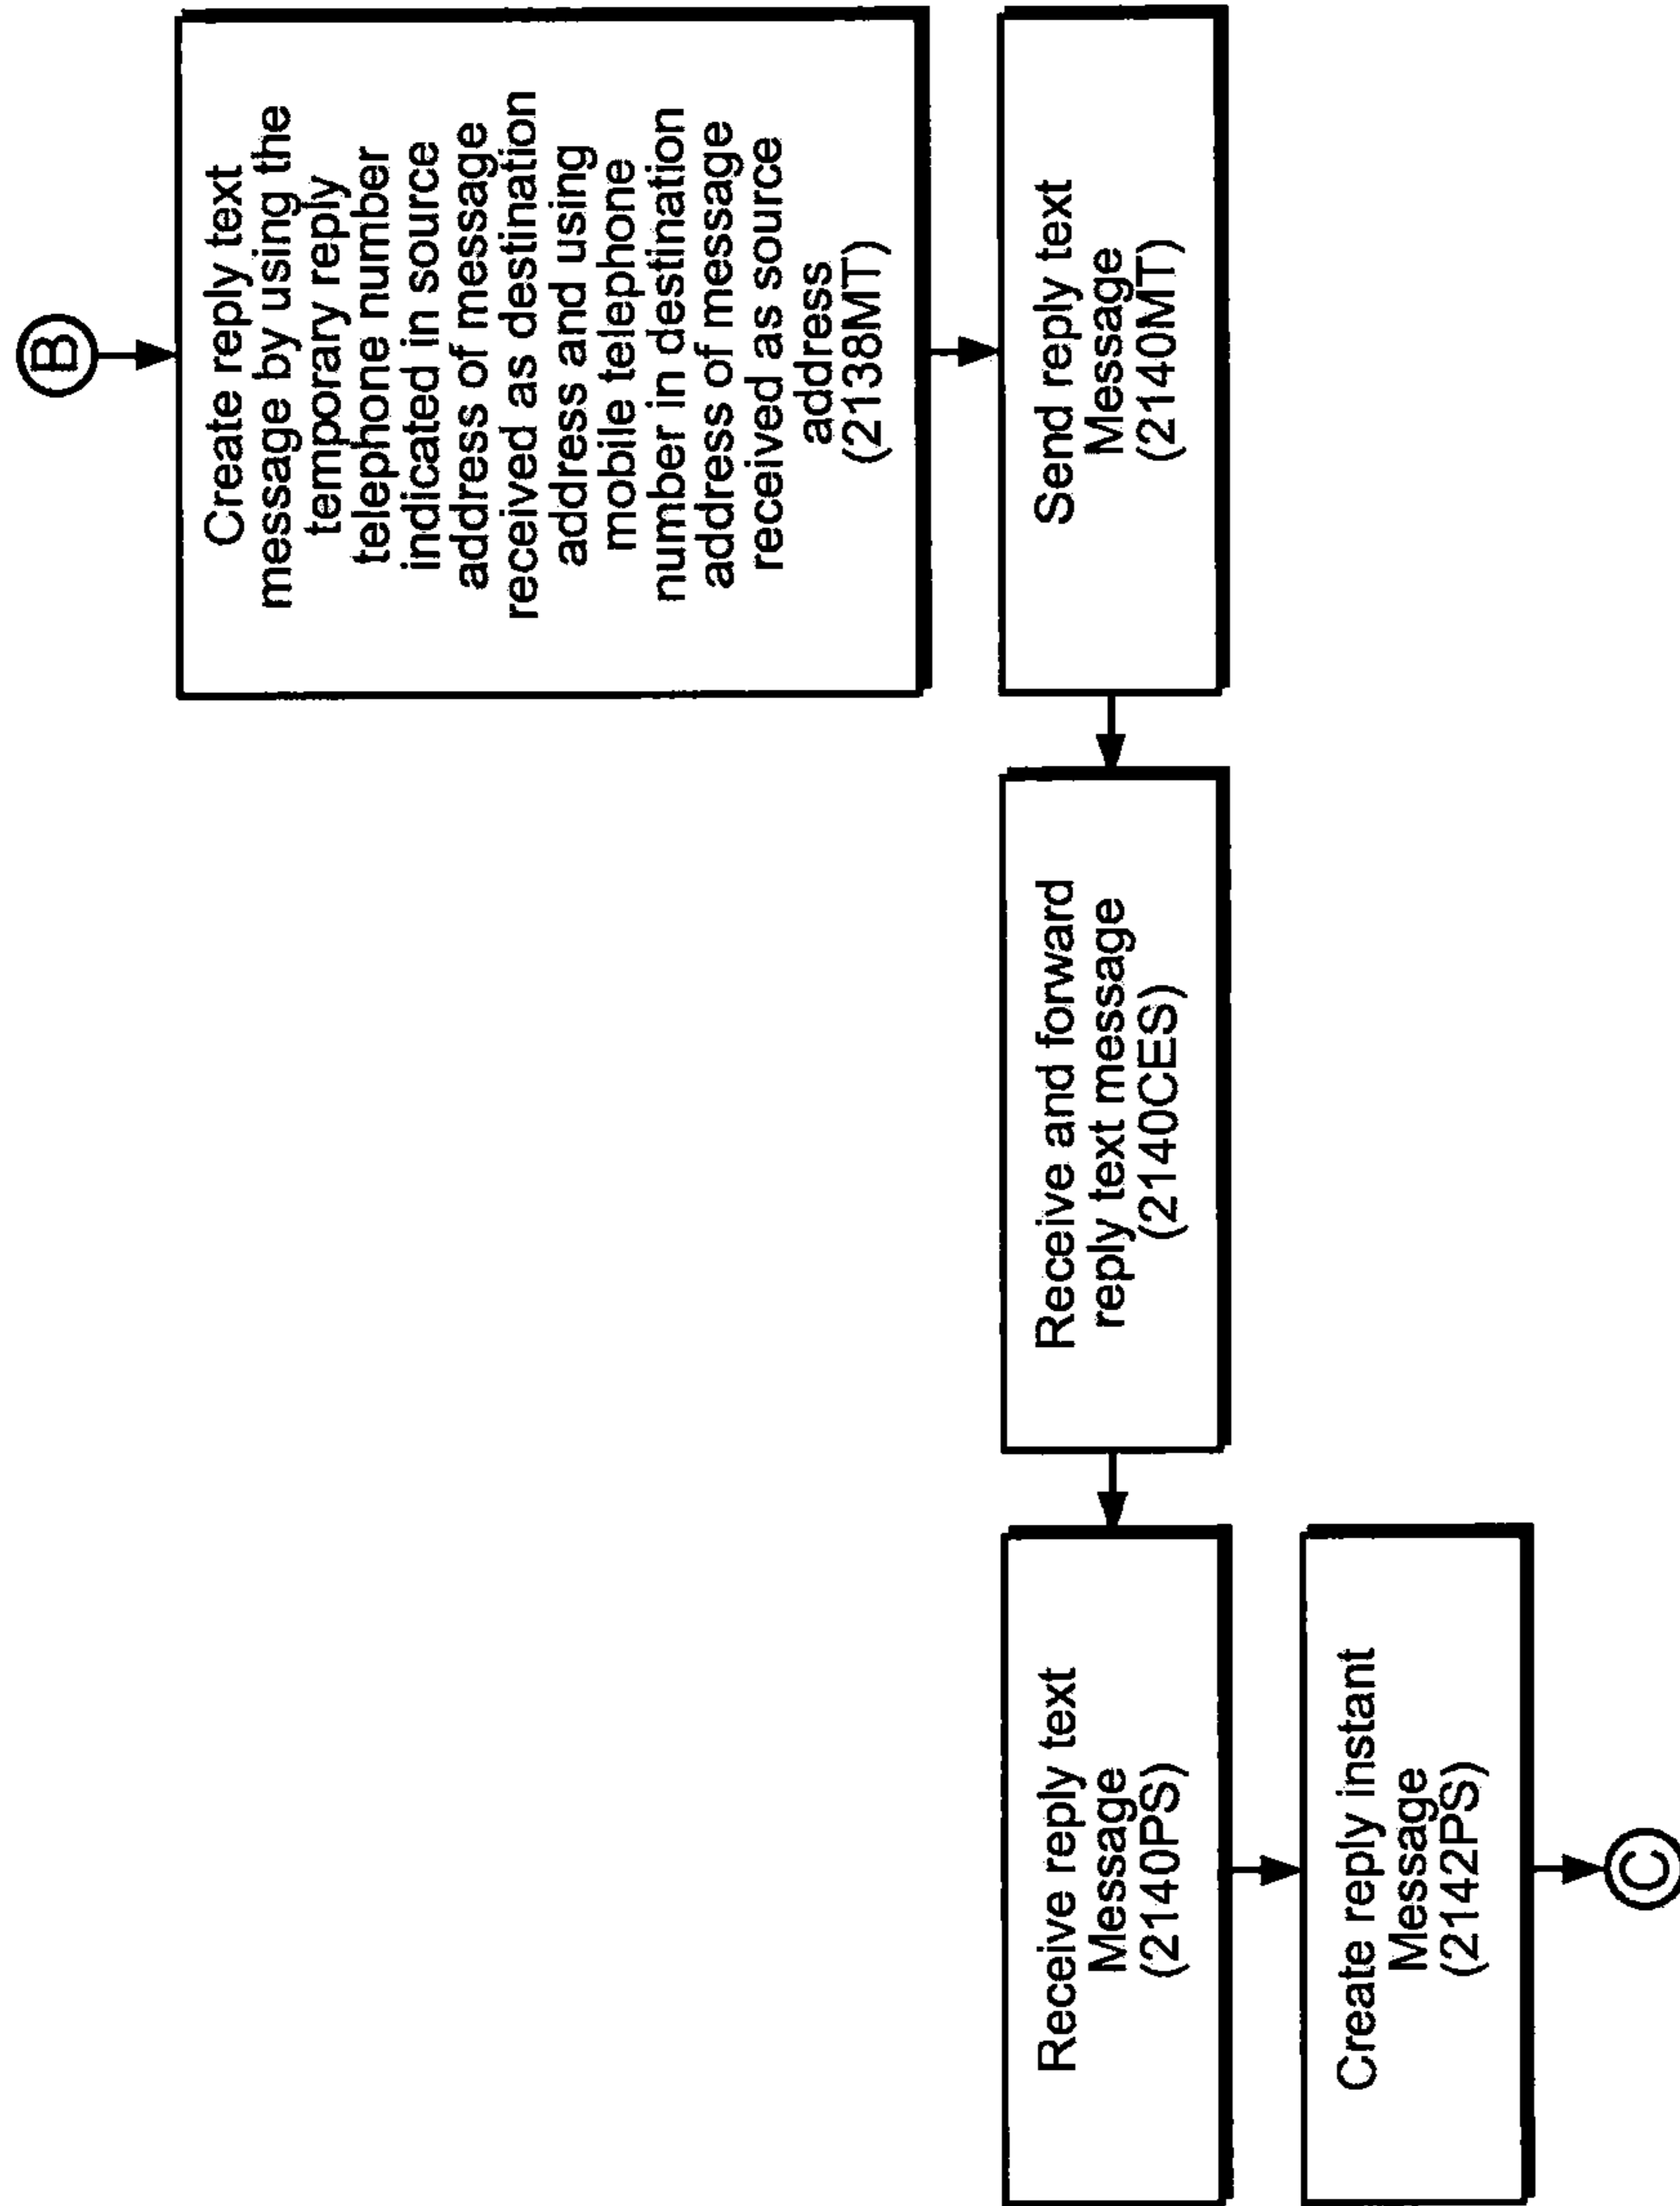 B
Create reply text
message by using the
temporary reply
telephone number
indicated in source
address of message
received as destination
address and using
mobile telephone
number in destination
address of message
received as source
address
(2138MT)
Send reply text
Message
(2140MT)
Receive and forward
reply text message
(2140CES)
Receive reply text
Message
(2140PS)
Create reply instant
Message
(2142PS)
C